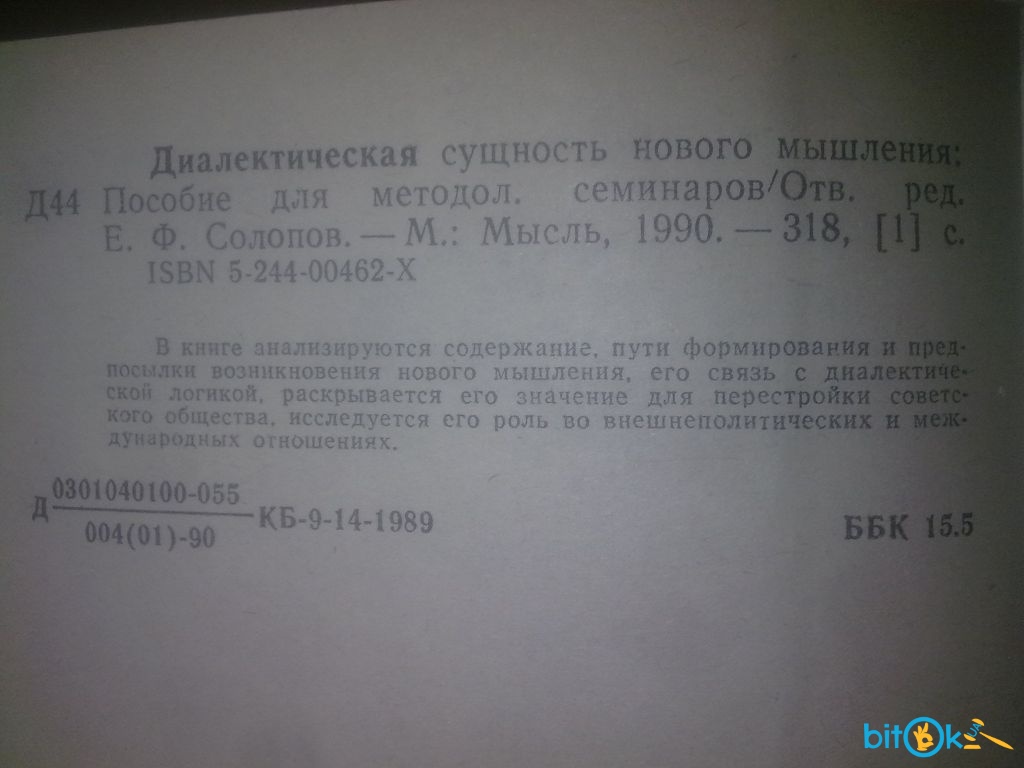 Диалектическая сущность нового мышления:
Д44 Пособие для методол. семинаров/Отв. ред.
Е. Ф. Солопов. — М.: Мысль, 1990. — 318, [1] с.
ISBN 5-244-00462-X
В книге анализируются содержание, пути формирования и пред-
посылки возникновения нового мышления, его связь с диалектиче-
ской логикой, раскрывается его значение для перестройки советс-
кого общества, исследуется его роль во внешнеполитических и меж-
дународных отношениях.
Д 0301040100-055
004(01)-90
КБ-9-14-1989
ББК 15.5
bitok.ua